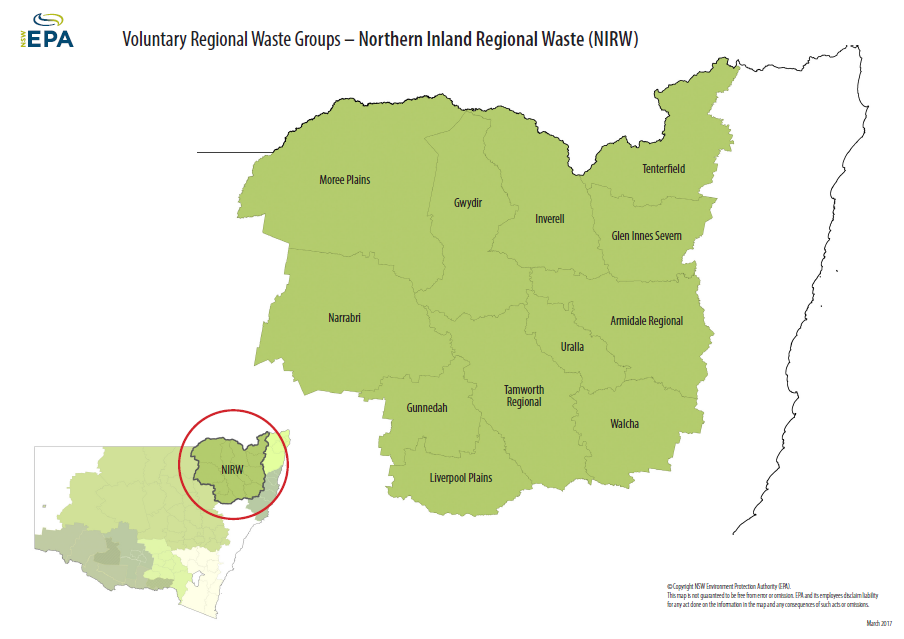 NSW
EPA
Voluntary Regional Waste Groups – Northern Inland Regional Waste (NIRW)
Moree Plains
Tenterfield
Gwydir
Inverell
Glen Innes Severn
Narrabri
Armidale Regional
Uralla
Tamworth
Regional
Gunnedah
Walcha
NIRW
Liverpool Plains
© Copyright NSW Environment Protection Authority (EPA).
This map is not guaranteed to be free from error or omission. EPA and its employees disclaim liability
for any act done on the information in the map and any consequences of such acts or omissions.
March 2017